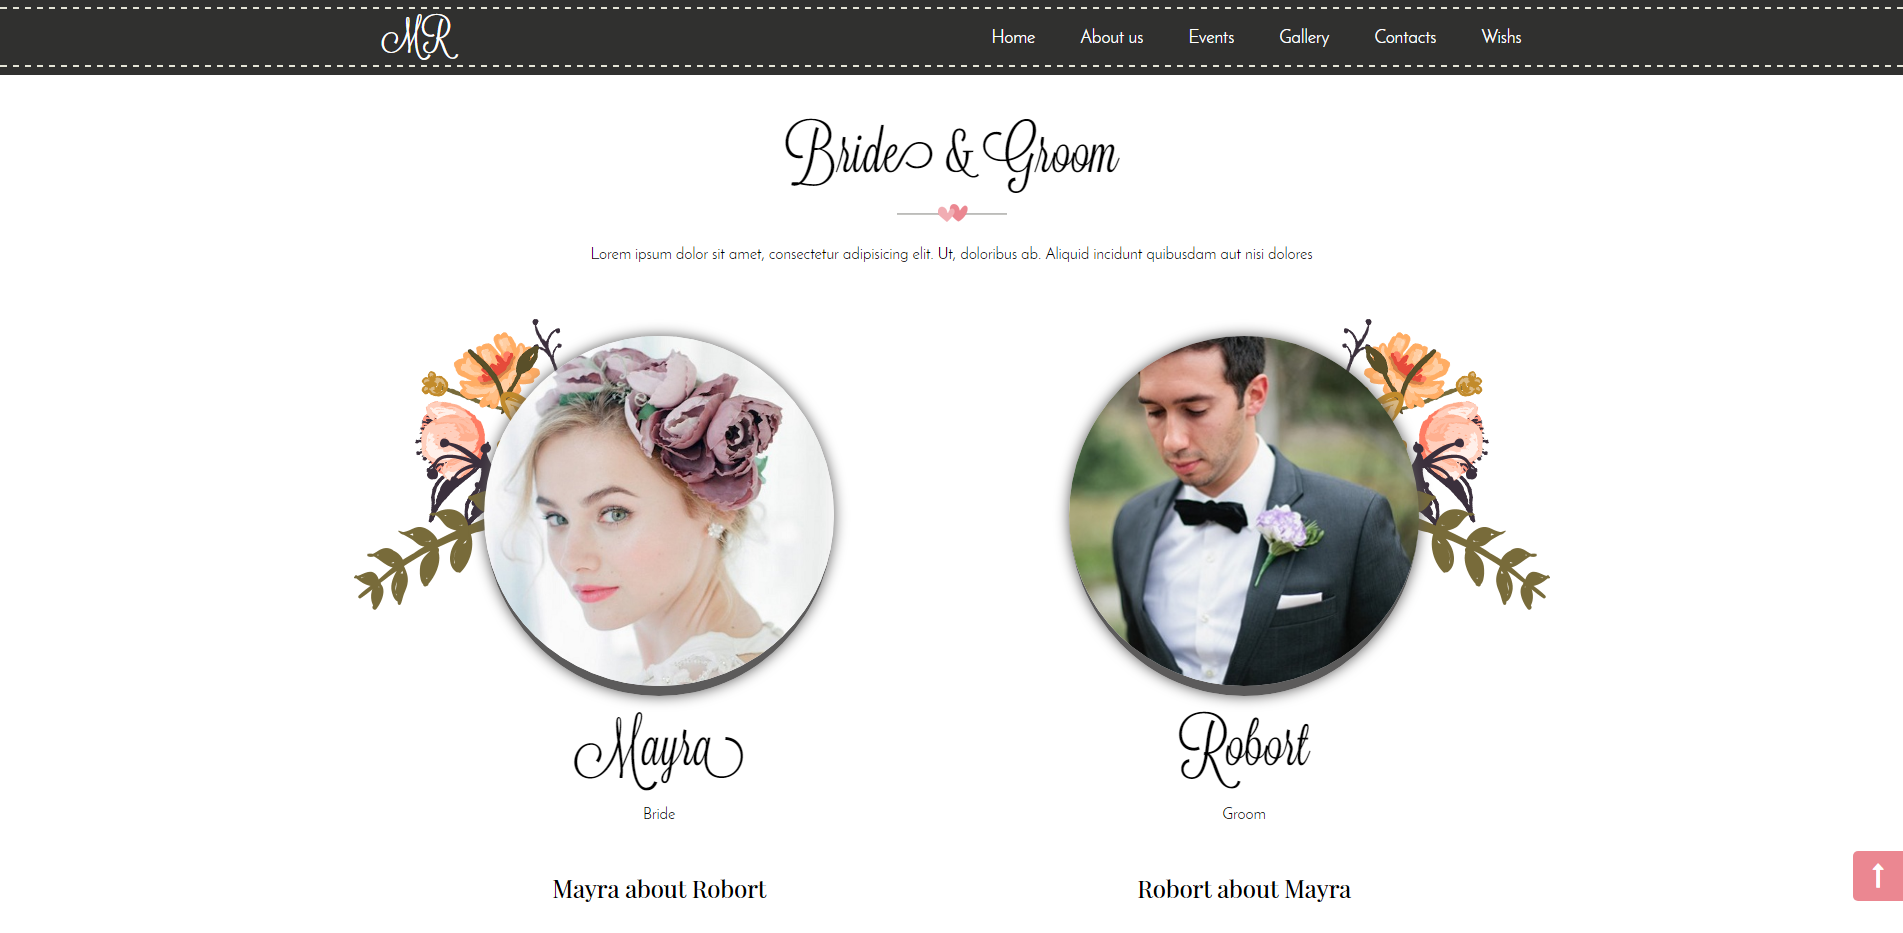 MR
Home About us Events Gallery Contacts Wishs
Bride & Groom
Lorem ipsum dolor sit amet, consectetur adipisicing elit. Ut, doloribus ab. Aliquid incidunt quibusdam aut nisi dolores
Mayra
Bride
Mayra about Robort
Robort
Groom
Robort about Mayra